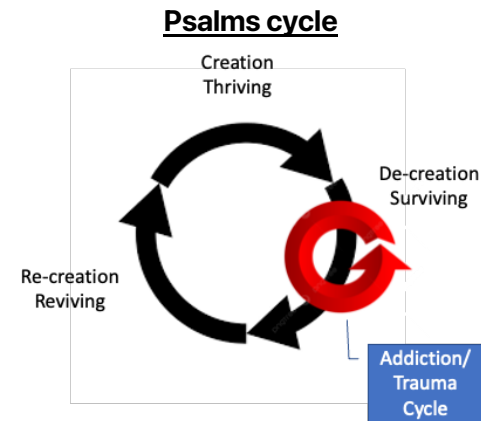 Psalms cycle
Creation
Thriving
De-creation
Surviving
Re-creation
Reviving
Addiction/
Trauma
Cycle